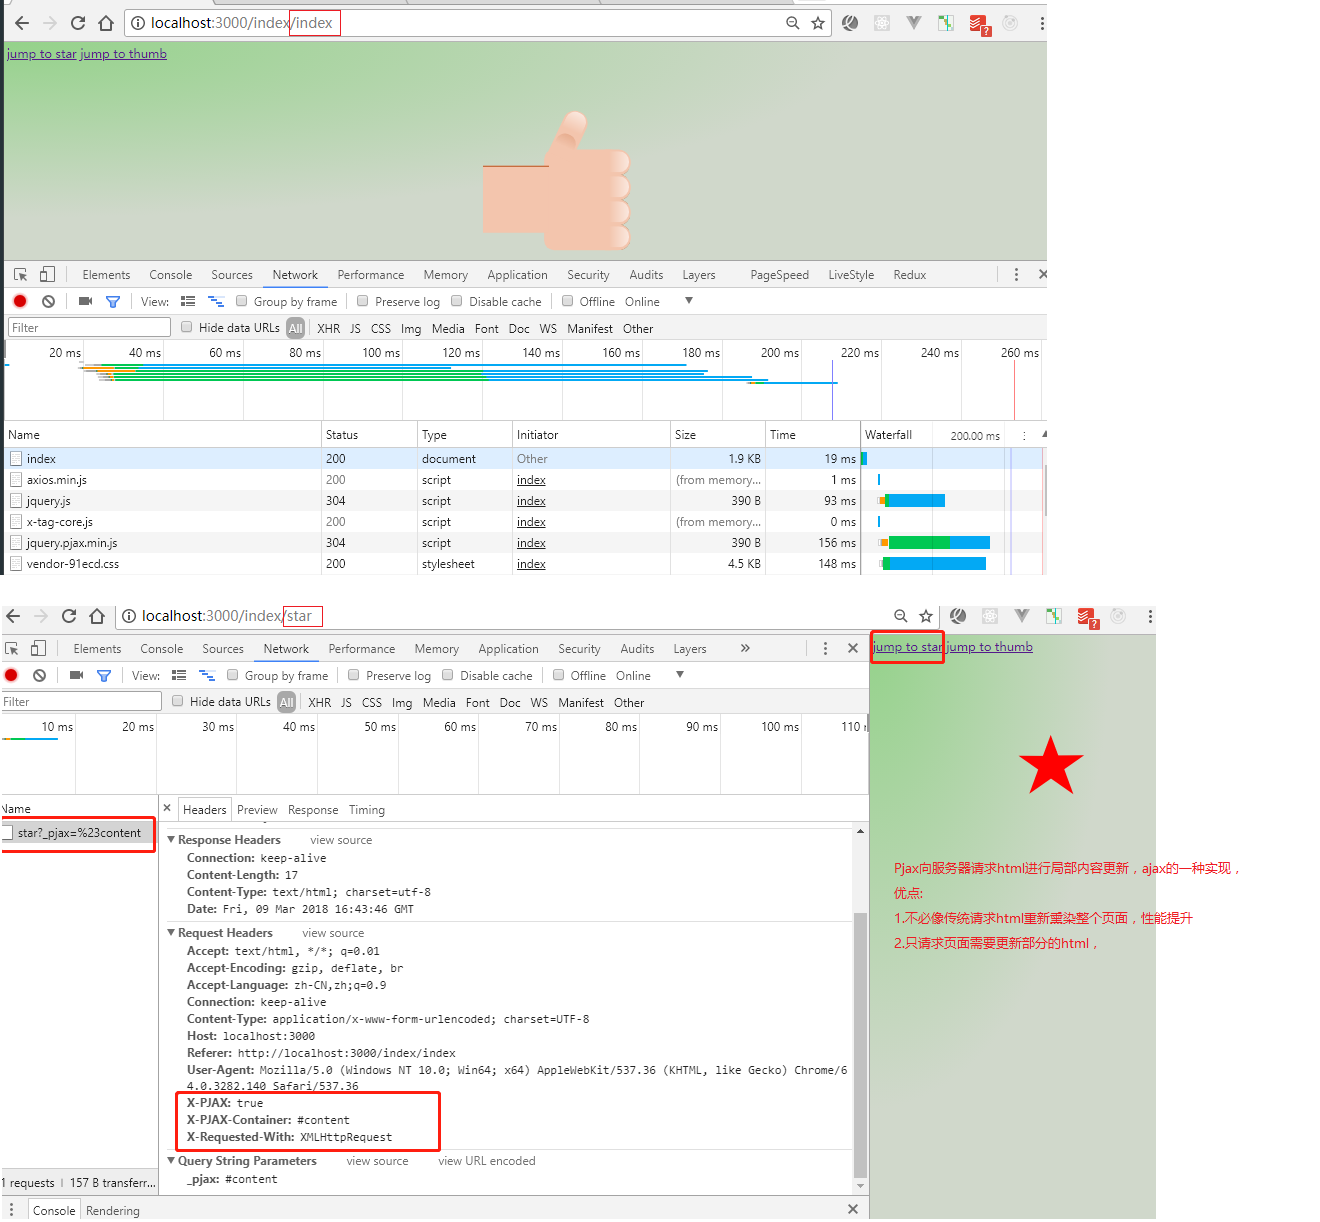 localhost:3000/index/index
jump to star jump to thumb
Elements Console Sources Network Performance Memory Application Security Audits Layers PageSpeed LiveStyle Redux
View: Group by frame Preserve log Disable cache Offline Online
Filter Hide data URLs All XHR JS CSS Img Media Font Doc WS Manifest Other
20 ms 40 ms 60 ms 80 ms 100 ms 120 ms 140 ms 160 ms 180 ms 200 ms 220 ms 240 ms 260 ms
Name Status Type Initiator Size Time Waterfall 200.00 ms
index 200 document Other 1.9 KB 19 ms
axios.min.js 200 script index (from memory... 1 ms
jquery.js 304 script index 390 B 93 ms
x-tag-core.js 200 script index (from memory... 0 ms
jquery.pjax.min.js 304 script index 390 B 156 ms
vendor-91ecd.css 200 stylesheet index 4.5 KB 148 ms
localhost:3000/index/star
Elements Console Sources Network Performance Memory Application Security Audits Layers »
jump to star jump to thumb
View: Group by frame Preserve log Disable cache Offline Online
Filter Hide data URLs All XHR JS CSS Img Media Font Doc WS Manifest Other
10 ms 20 ms 30 ms 40 ms 50 ms 60 ms 70 ms 80 ms 90 ms 100 ms 110
Name × Headers Preview Response Timing
star?_pjax=%23content
Response Headers view source
Connection: keep-alive
Content-Length: 17
Content-Type: text/html; charset=utf-8
Date: Fri, 09 Mar 2018 16:43:46 GMT
Request Headers view source
Accept: text/html, */*; q=0.01
Accept-Encoding: gzip, deflate, br
Accept-Language: zh-CN,zh;q=0.9
Connection: keep-alive
Content-Type: application/x-www-form-urlencoded; charset=UTF-8
Host: localhost:3000
Referer: http://localhost:3000/index/index
User-Agent: Mozilla/5.0 (Windows NT 10.0; Win64; x64) AppleWebKit/537.36 (KHTML, like Gecko) Chrome/6
4.0.3282.140 Safari/537.36
X-PJAX: true
X-PJAX-Container: #content
X-Requested-With: XMLHttpRequest
Query String Parameters view source view URL encoded
_pjax: #content
1 requests | 157 B transferr...
Console Rendering
Pjax向服务器请求html进行局部内容更新，ajax的一种实现，
优点:
1.不必像传统请求html重新熏染整个页面，性能提升
2.只请求页面需要更新部分的html，